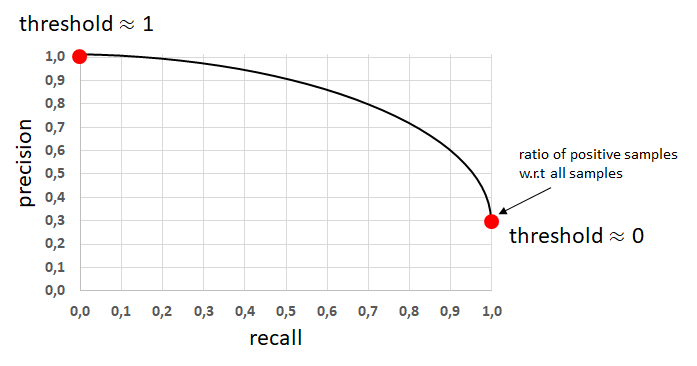 threshold ≈ 1
1,0
0,9
0,8
0,7
0,6
0,5
0,4
0,3
0,2
0,1
0,0
precision
ratio of positive samples
w.r.t all samples
threshold ≈ 0
0,0 0,1 0,2 0,3 0,4 0,5 0,6 0,7 0,8 0,9 1,0
recall